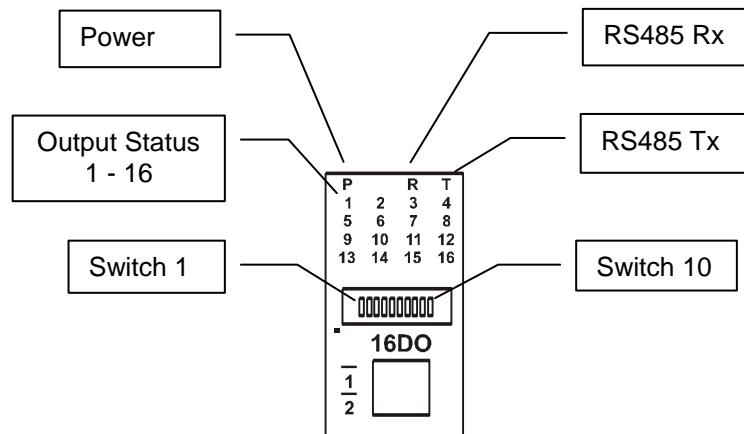 Power
RS485 Rx
Output Status
1 - 16
RS485 Tx
P R T
1 2 3 4
5 6 7 8
9 10 11 12
13 14 15 16
Switch 1
Switch 10
16DO
1
2